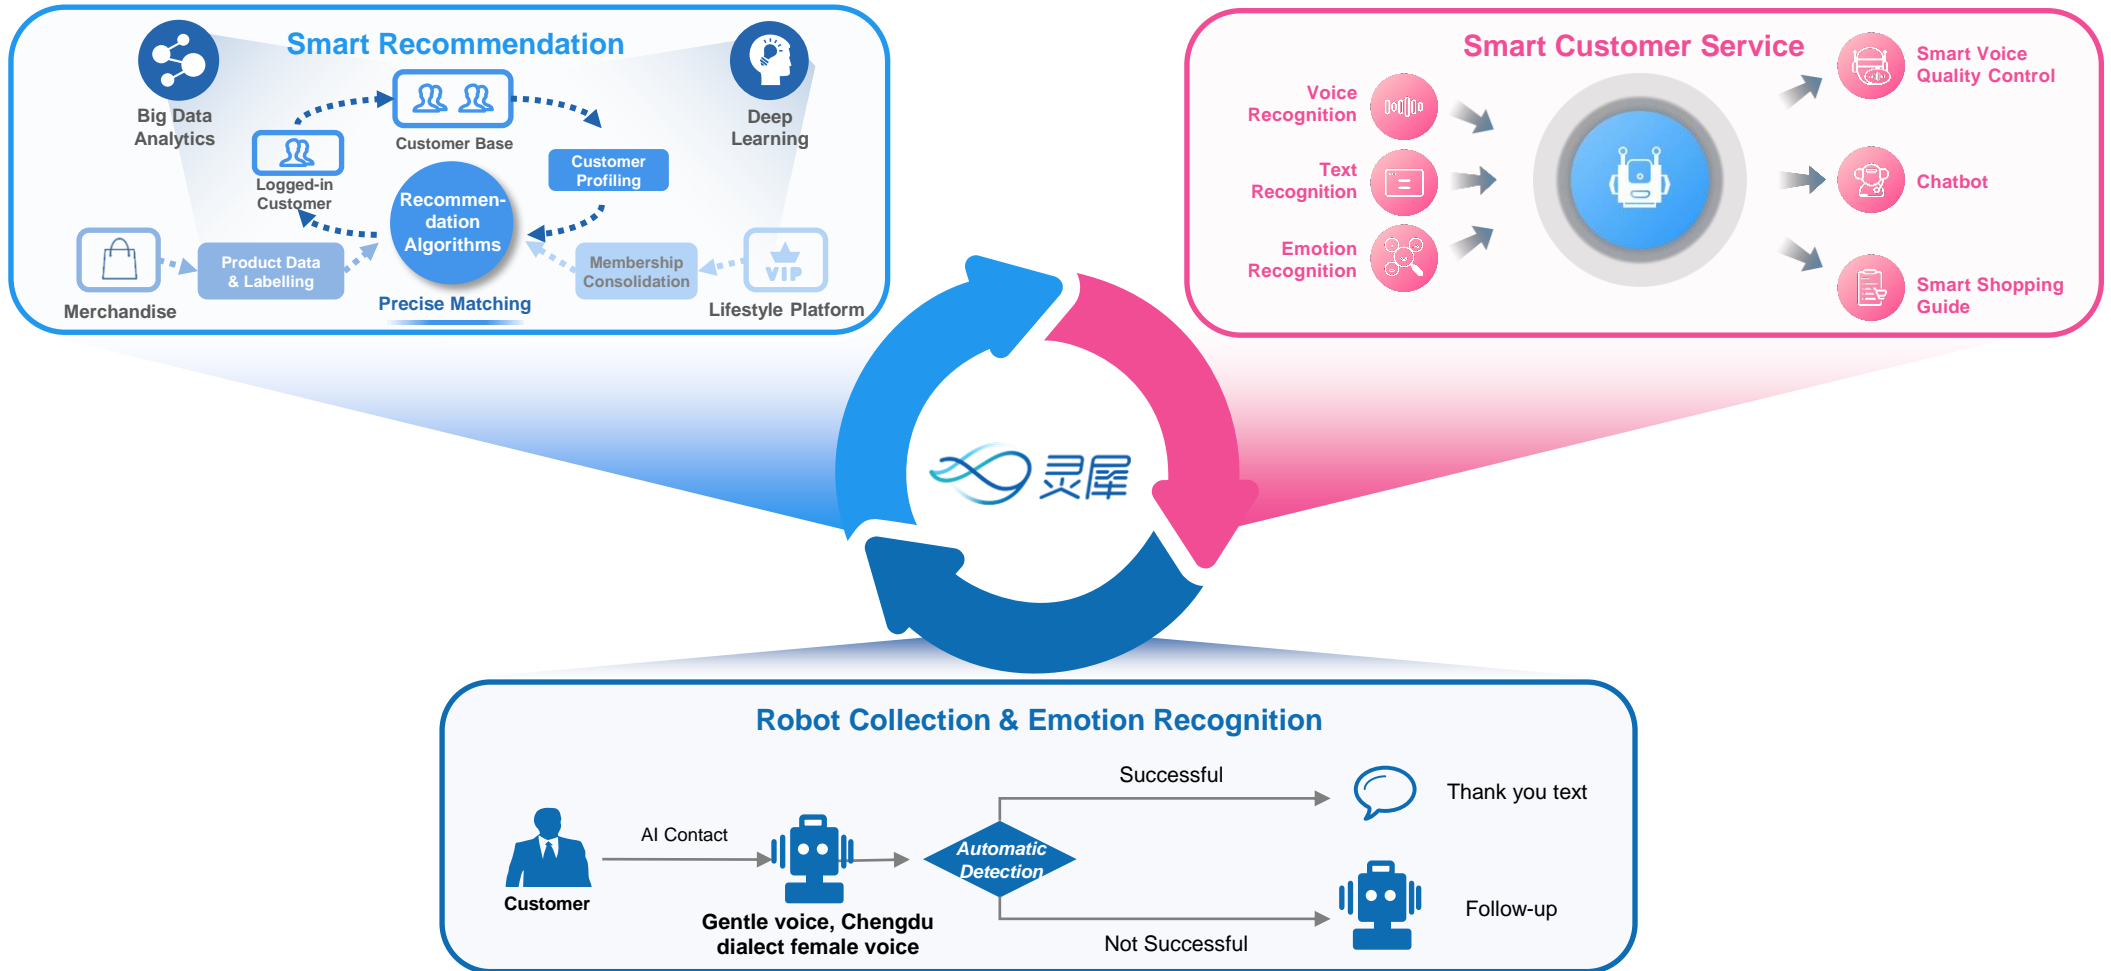 Smart Recommendation
Big Data
Analytics
Deep
Learning
Customer Base
Logged-in
Customer
Customer
Profiling
Recommen-
dation
Algorithms
Merchandise
Product Data
& Labelling
Precise Matching
Membership
Consolidation
VIP
Lifestyle Platform
Smart Customer Service
Voice
Recognition
Text
Recognition
Emotion
Recognition
Smart Voice
Quality Control
Chatbot
Smart Shopping
Guide
灵犀
Robot Collection & Emotion Recognition
Customer
AI Contact
Gentle voice, Chengdu
dialect female voice
Automatic
Detection
Successful
Thank you text
Not Successful
Follow-up